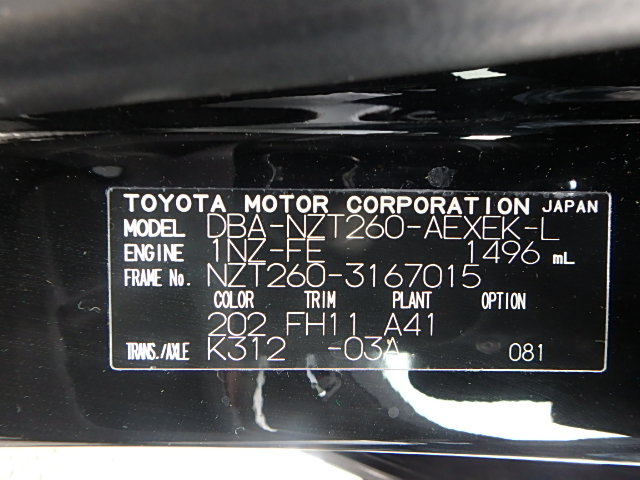 TOYOTA MOTOR CORPORATION JAPAN
MODEL DBA-NZT260-AEXEK-L
ENGINE 1NZ-FE 1496 mL
FRAME No. NZT260-3167015
COLOR TRIM PLANT OPTION
202 FH11 A41
TRANS./AXLE K312 -03A 081